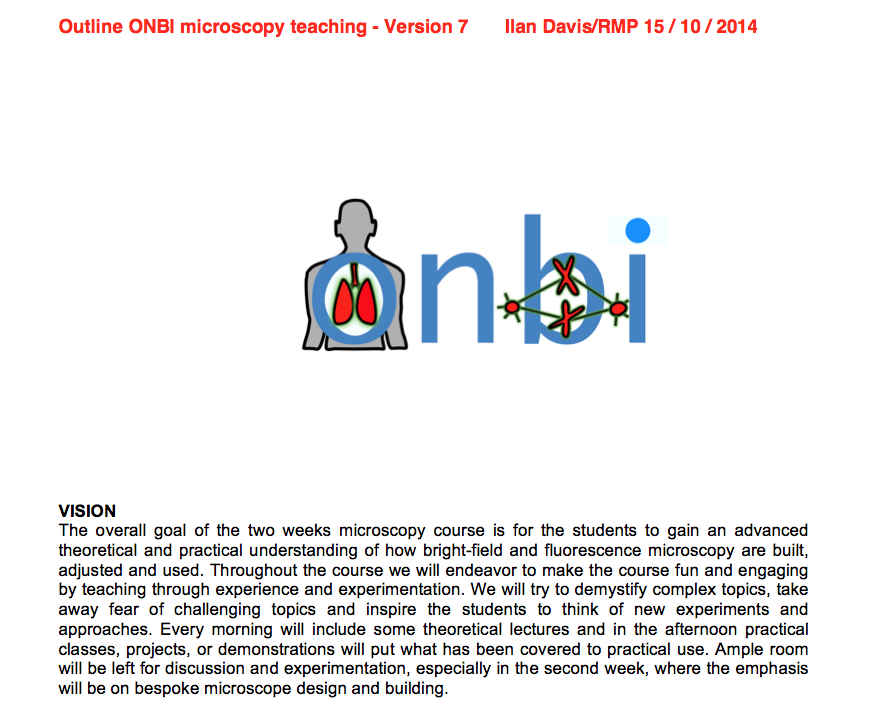 Outline ONBI microscopy teaching - Version 7 Ilan Davis/RMP 15 / 10 / 2014
onbi
VISION
The overall goal of the two weeks microscopy course is for the students to gain an advanced
theoretical and practical understanding of how bright-field and fluorescence microscopy are built,
adjusted and used. Throughout the course we will endeavor to make the course fun and engaging
by teaching through experience and experimentation. We will try to demystify complex topics, take
away fear of challenging topics and inspire the students to think of new experiments and
approaches. Every morning will include some theoretical lectures and in the afternoon practical
classes, projects, or demonstrations will put what has been covered to practical use. Ample room
will be left for discussion and experimentation, especially in the second week, where the emphasis
will be on bespoke microscope design and building.